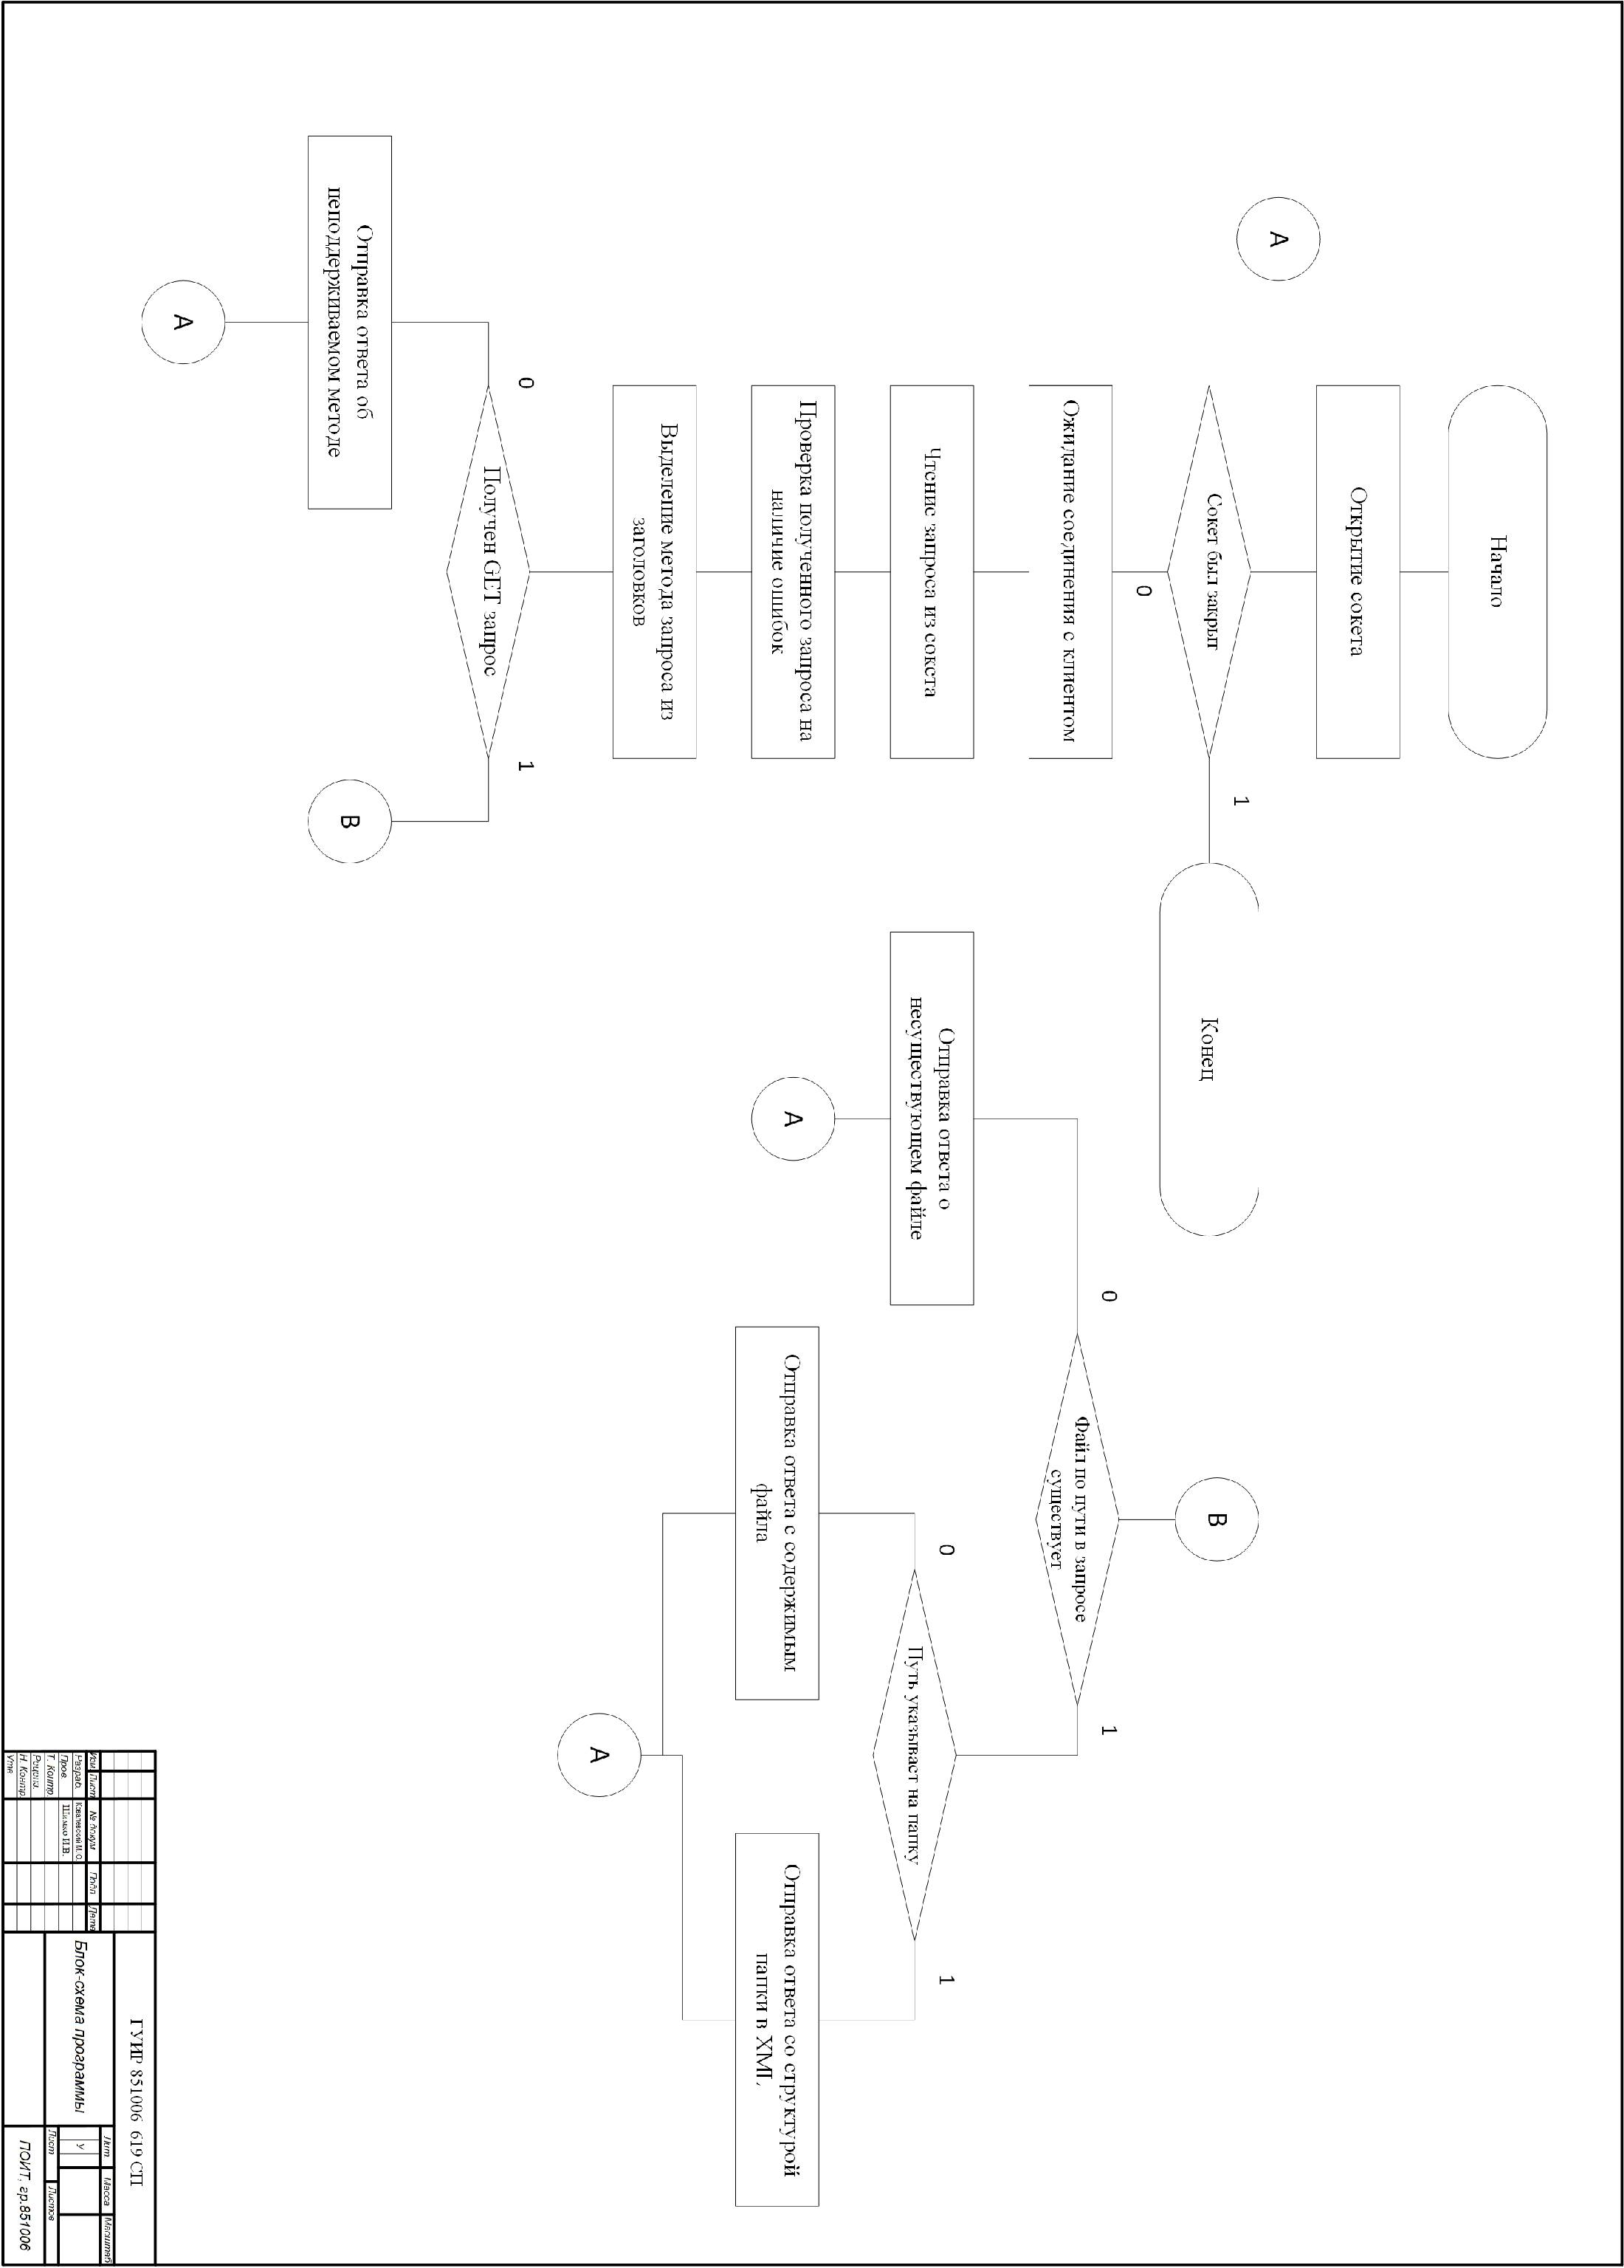 Начало
A
Открытие сокета
Сокет был закрыт
1
Конец
0
Ожидание соединения с клиентом
Чтение запроса из сокета
Проверка полученного запроса на
наличие ошибок
Выделение метода запроса из
заголовков
0
1
Получен GET запрос
Отправка ответа об
неподдерживаемом методе
B
A
B
0
1
Файл по пути в запросе
существует
Отправка ответа о
несуществующем файле
A
0
1
Путь указывает на папку
Отправка ответа с содержимым
файла
Отправка ответа со структурой
папки в XML
A
ГУИР 851006 619 СП
Изм Лист № докум Подп Дата
Разраб. Ковалевский М.О.
Пров. Шимко И.В.
Т. Контр
Реценз.
Н. Контр.
Утв
Блок-схема программы
Лит Масса Масштаб
У
Лист Листов
ПОИТ, гр.851006